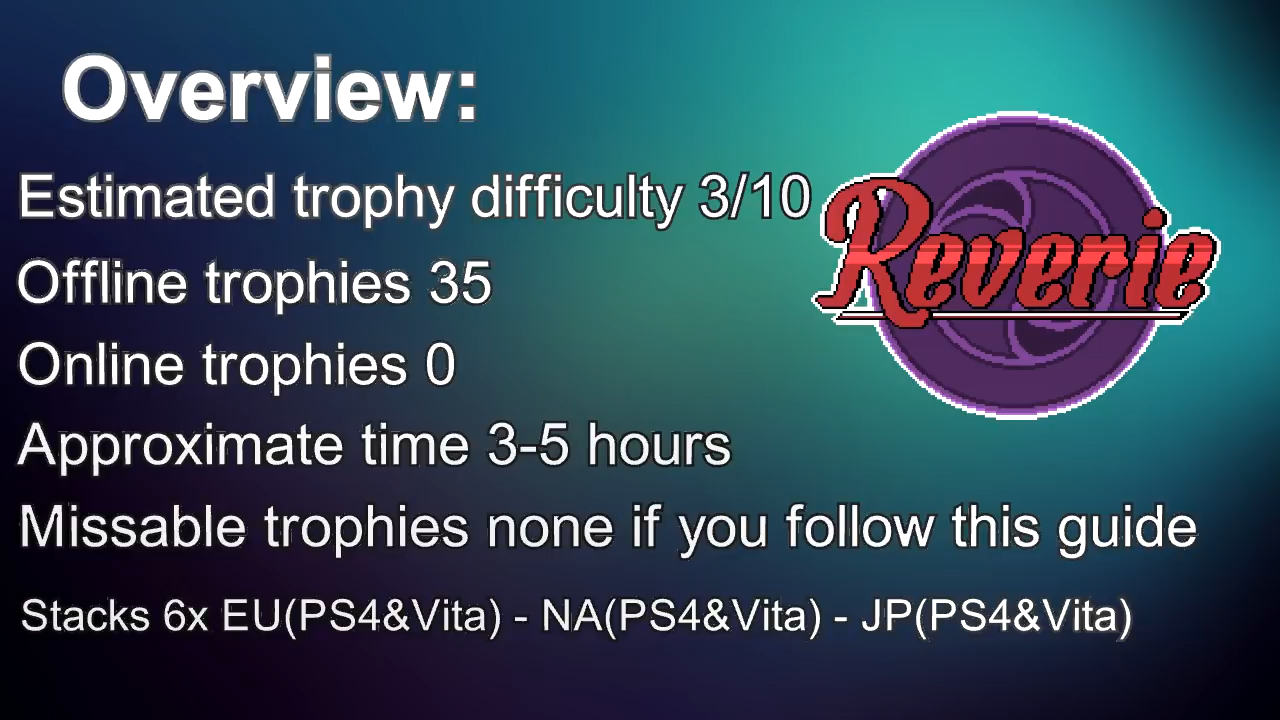 Overview:
Estimated trophy difficulty 3/10
Reverie
Offline trophies 35
Online trophies 0
Approximate time 3-5 hours
Missable trophies none if you follow this guide
Stacks 6x EU(PS4&Vita) - NA(PS4&Vita) - JP(PS4&Vita)